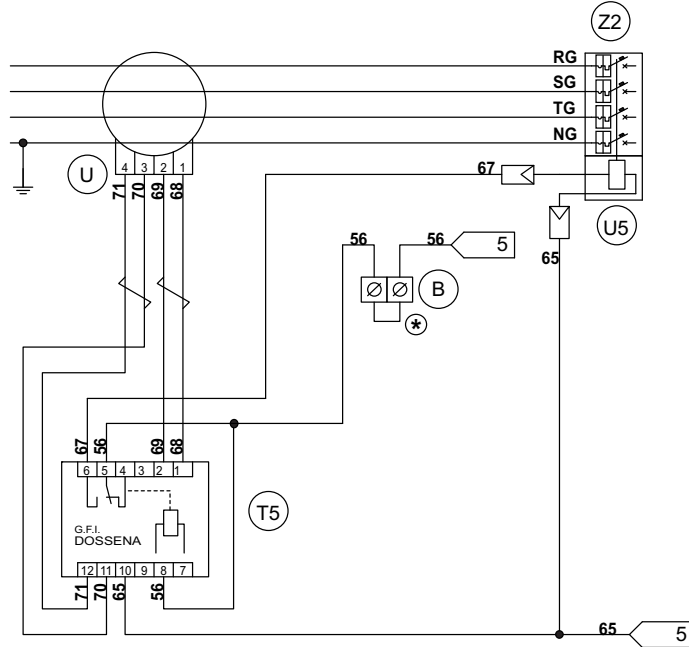 Z2
RG
SG
TG
NG
4 3 2 1
U
71 70 69 68
67
U5
65
56
56
5
B
*
67 56 69 68
6 5 4 3 2 1
T5
G.F.I.
DOSSENA
12 11 10 9 8 7
71 70 65 56
65
5